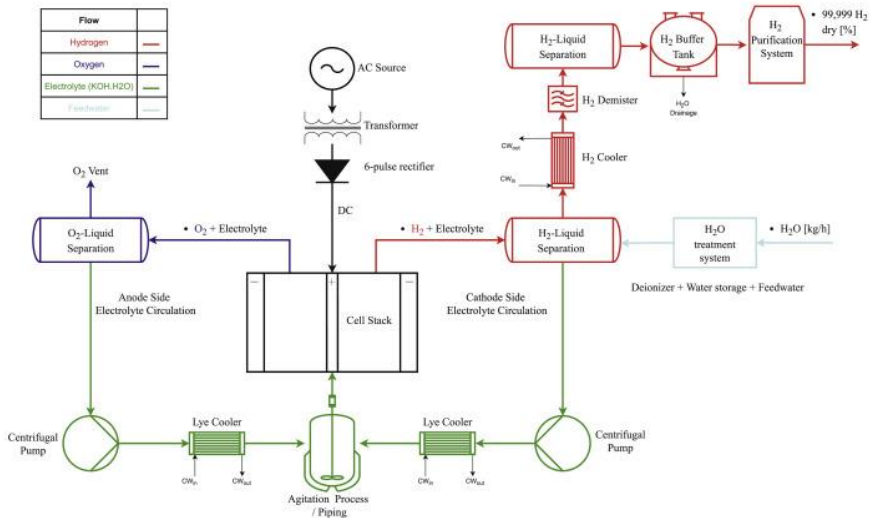 Flow
Hydrogen
Oxygen
Electrolyte (KOH.H2O)
Feedwater
AC Source
Transformer
6-pulse rectifier
DC
H2-Liquid
Separation
H2 Buffer
Tank
H2
Purification
System
• 99,999 H2
dry [%]
H2O
Drainage
H2 Demister
CWout
H2 Cooler
CWin
O2 Vent
O2-Liquid
Separation
• O2 + Electrolyte
• H2 + Electrolyte
H2-Liquid
Separation
H2O
treatment
system
• H2O [kg/h]
Deionizer + Water storage + Feedwater
Anode Side
Electrolyte Circulation
− + −
Cell Stack
Cathode Side
Electrolyte Circulation
Centrifugal
Pump
Lye Cooler
CWin
CWout
Agitation Process
/ Piping
Lye Cooler
CWin
CWout
Centrifugal
Pump